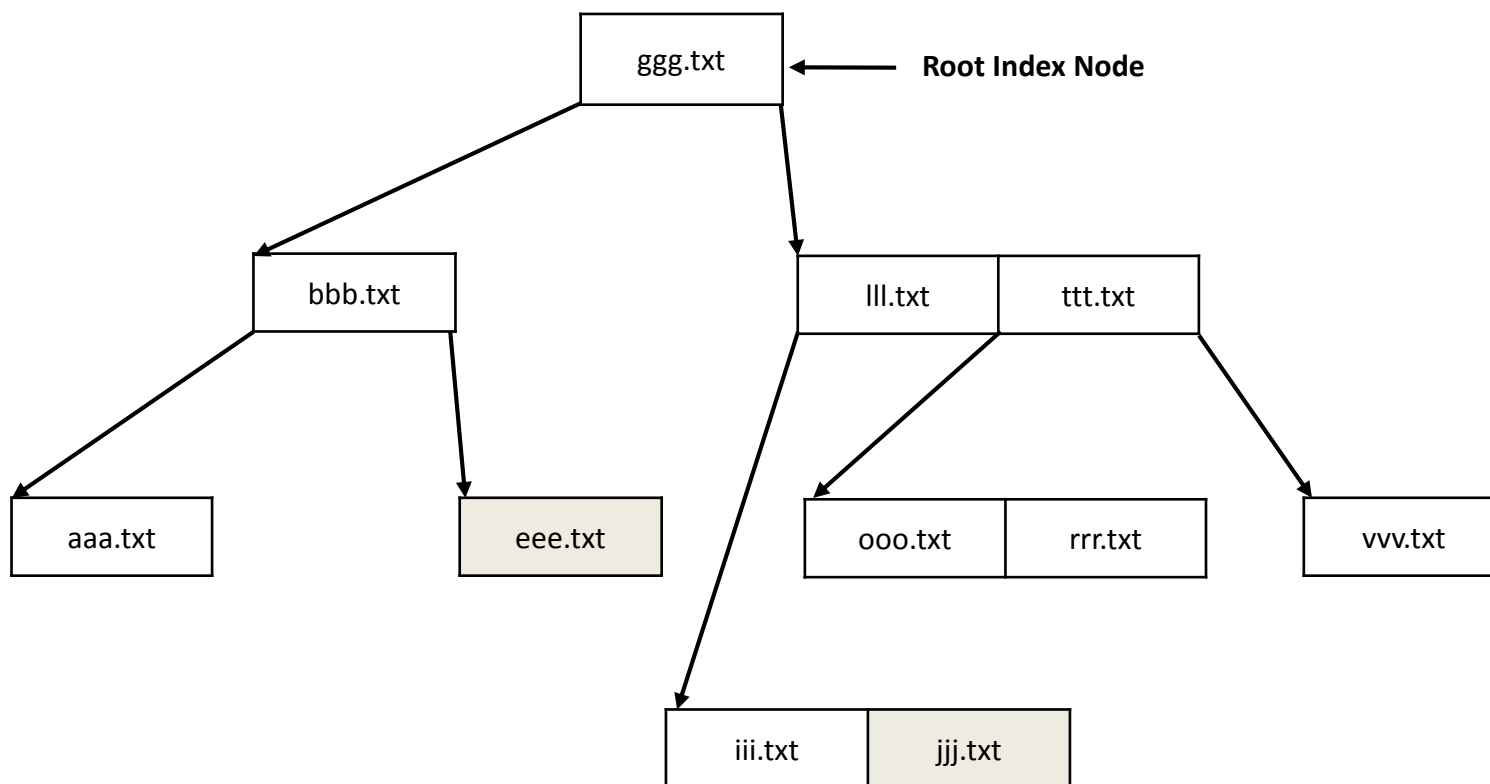 ggg.txt
Root Index Node
bbb.txt
lll.txt ttt.txt
aaa.txt
eee.txt
ooo.txt rrr.txt
vvv.txt
iii.txt jjj.txt